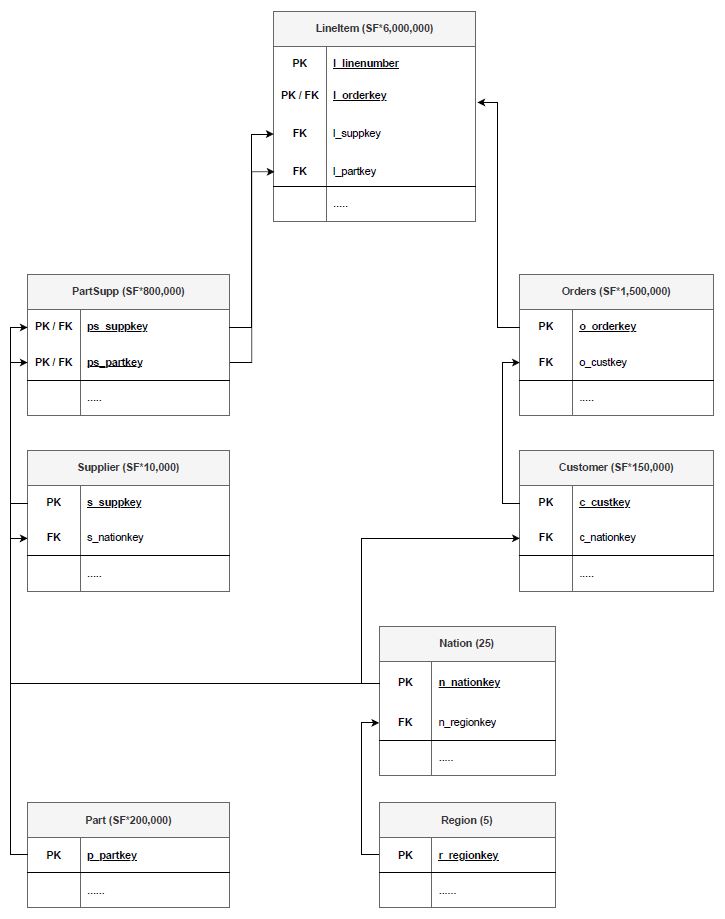 LineItem (SF*6,000,000)
PK l_linenumber
PK / FK l_orderkey
FK l_suppkey
FK l_partkey
.....
PartSupp (SF*800,000)
PK / FK ps_suppkey
PK / FK ps_partkey
.....
Orders (SF*1,500,000)
PK o_orderkey
FK o_custkey
.....
Supplier (SF*10,000)
PK s_suppkey
FK s_nationkey
.....
Customer (SF*150,000)
PK c_custkey
FK c_nationkey
.....
Nation (25)
PK n_nationkey
FK n_regionkey
.....
Part (SF*200,000)
PK p_partkey
......
Region (5)
PK r_regionkey
......